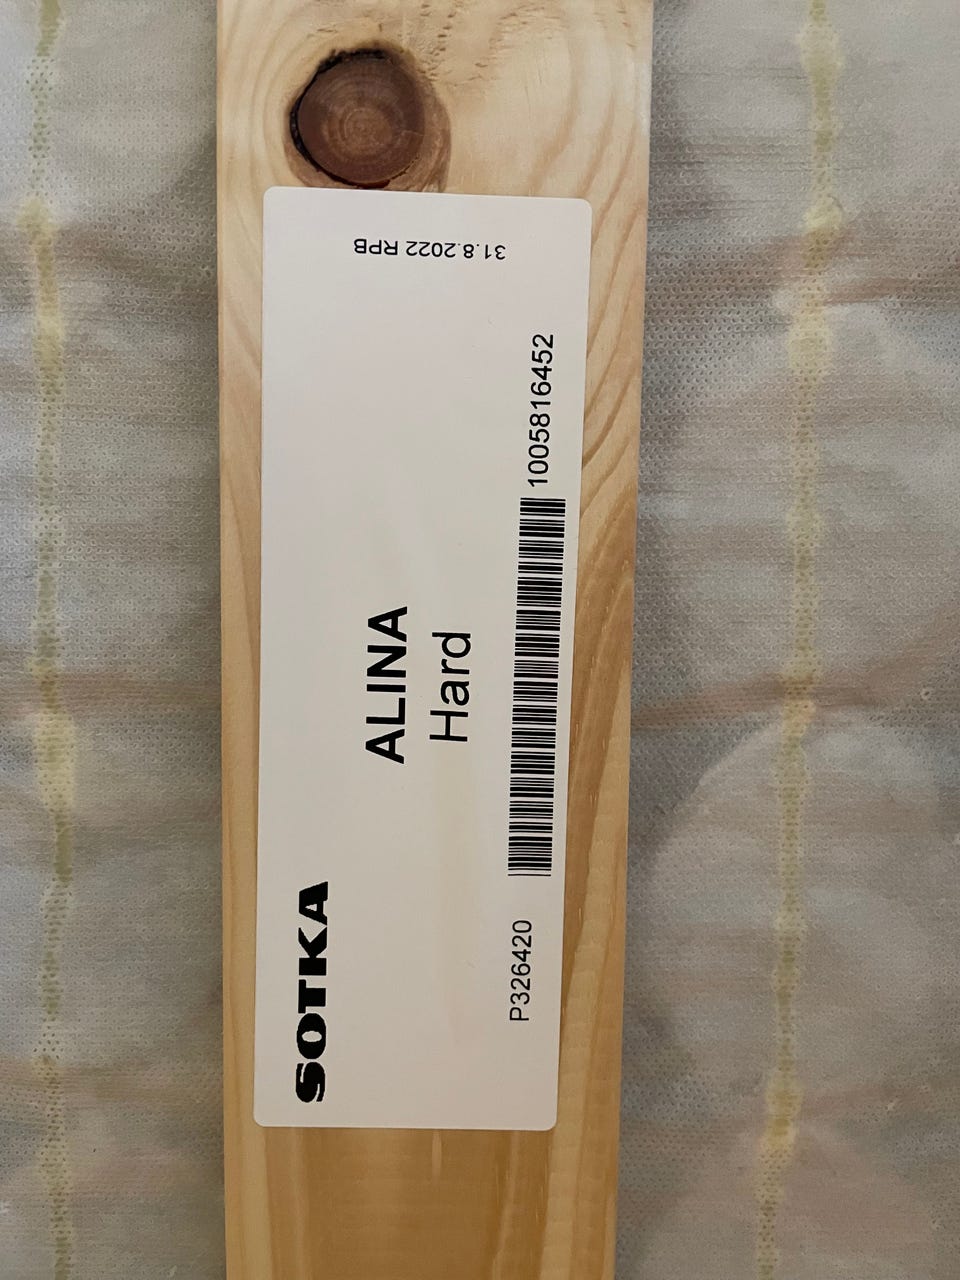 SOTKA
ALINA
Hard
P326420 1005816452
31.8.2022 RPB